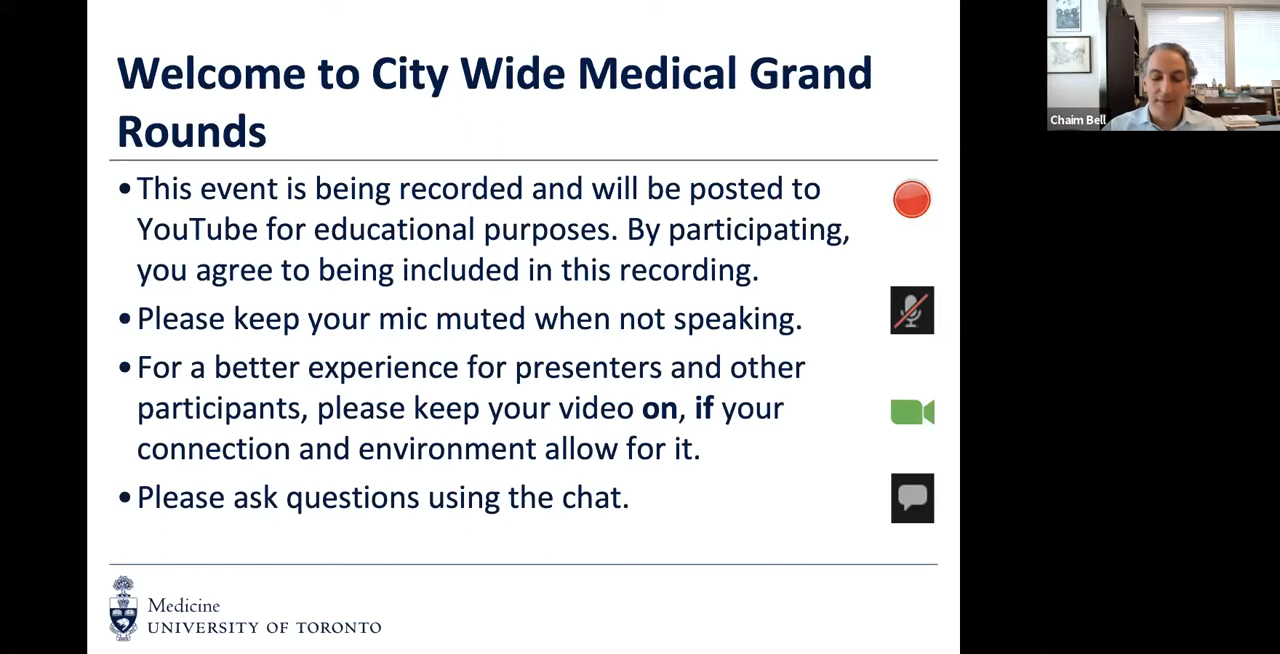 Welcome to City Wide Medical Grand
Rounds
•This event is being recorded and will be posted to
YouTube for educational purposes. By participating,
you agree to being included in this recording.
•Please keep your mic muted when not speaking.
•For a better experience for presenters and other
participants, please keep your video on, if your
connection and environment allow for it.
•Please ask questions using the chat.
Medicine
UNIVERSITY OF TORONTO
Chaim Bell